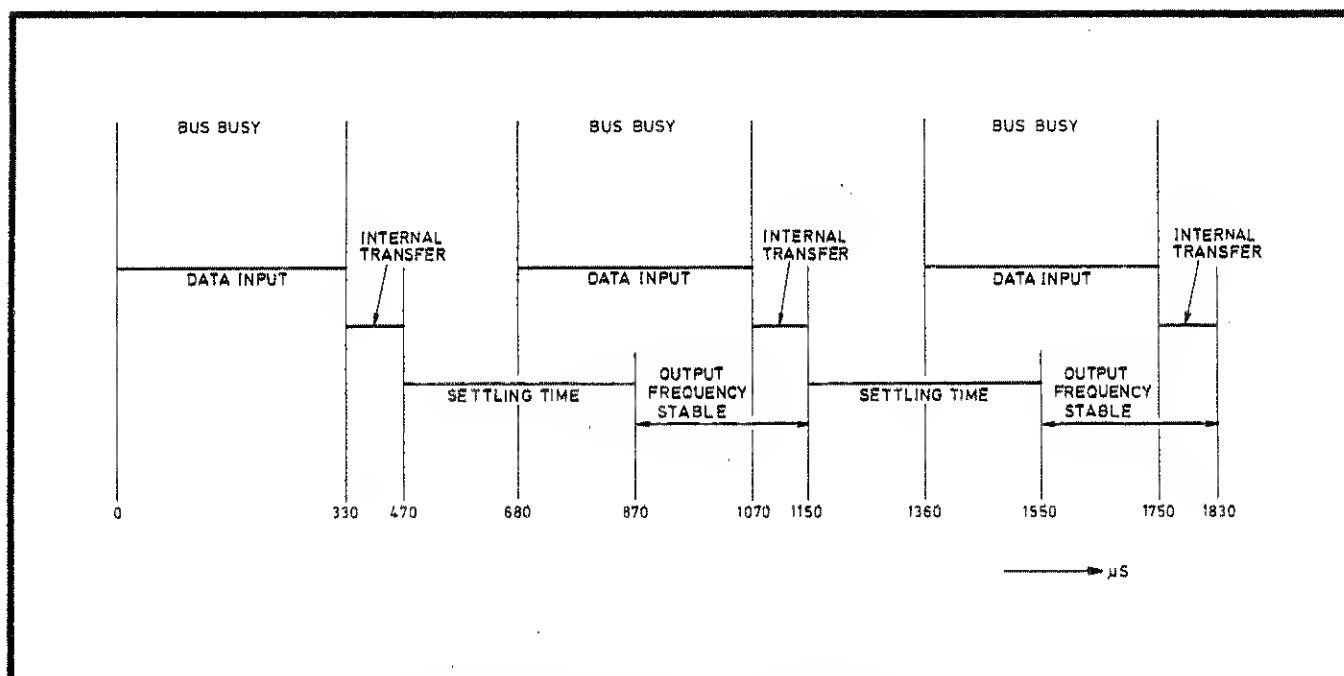 BUS BUSY
BUS BUSY
BUS BUSY
INTERNAL
TRANSFER
INTERNAL
TRANSFER
INTERNAL
TRANSFER
DATA INPUT
DATA INPUT
DATA INPUT
SETTLING TIME
OUTPUT
FREQUENCY
STABLE
SETTLING TIME
OUTPUT
FREQUENCY
STABLE
0 330 470 680 870 1070 1150 1360 1550 1750 1830
µS